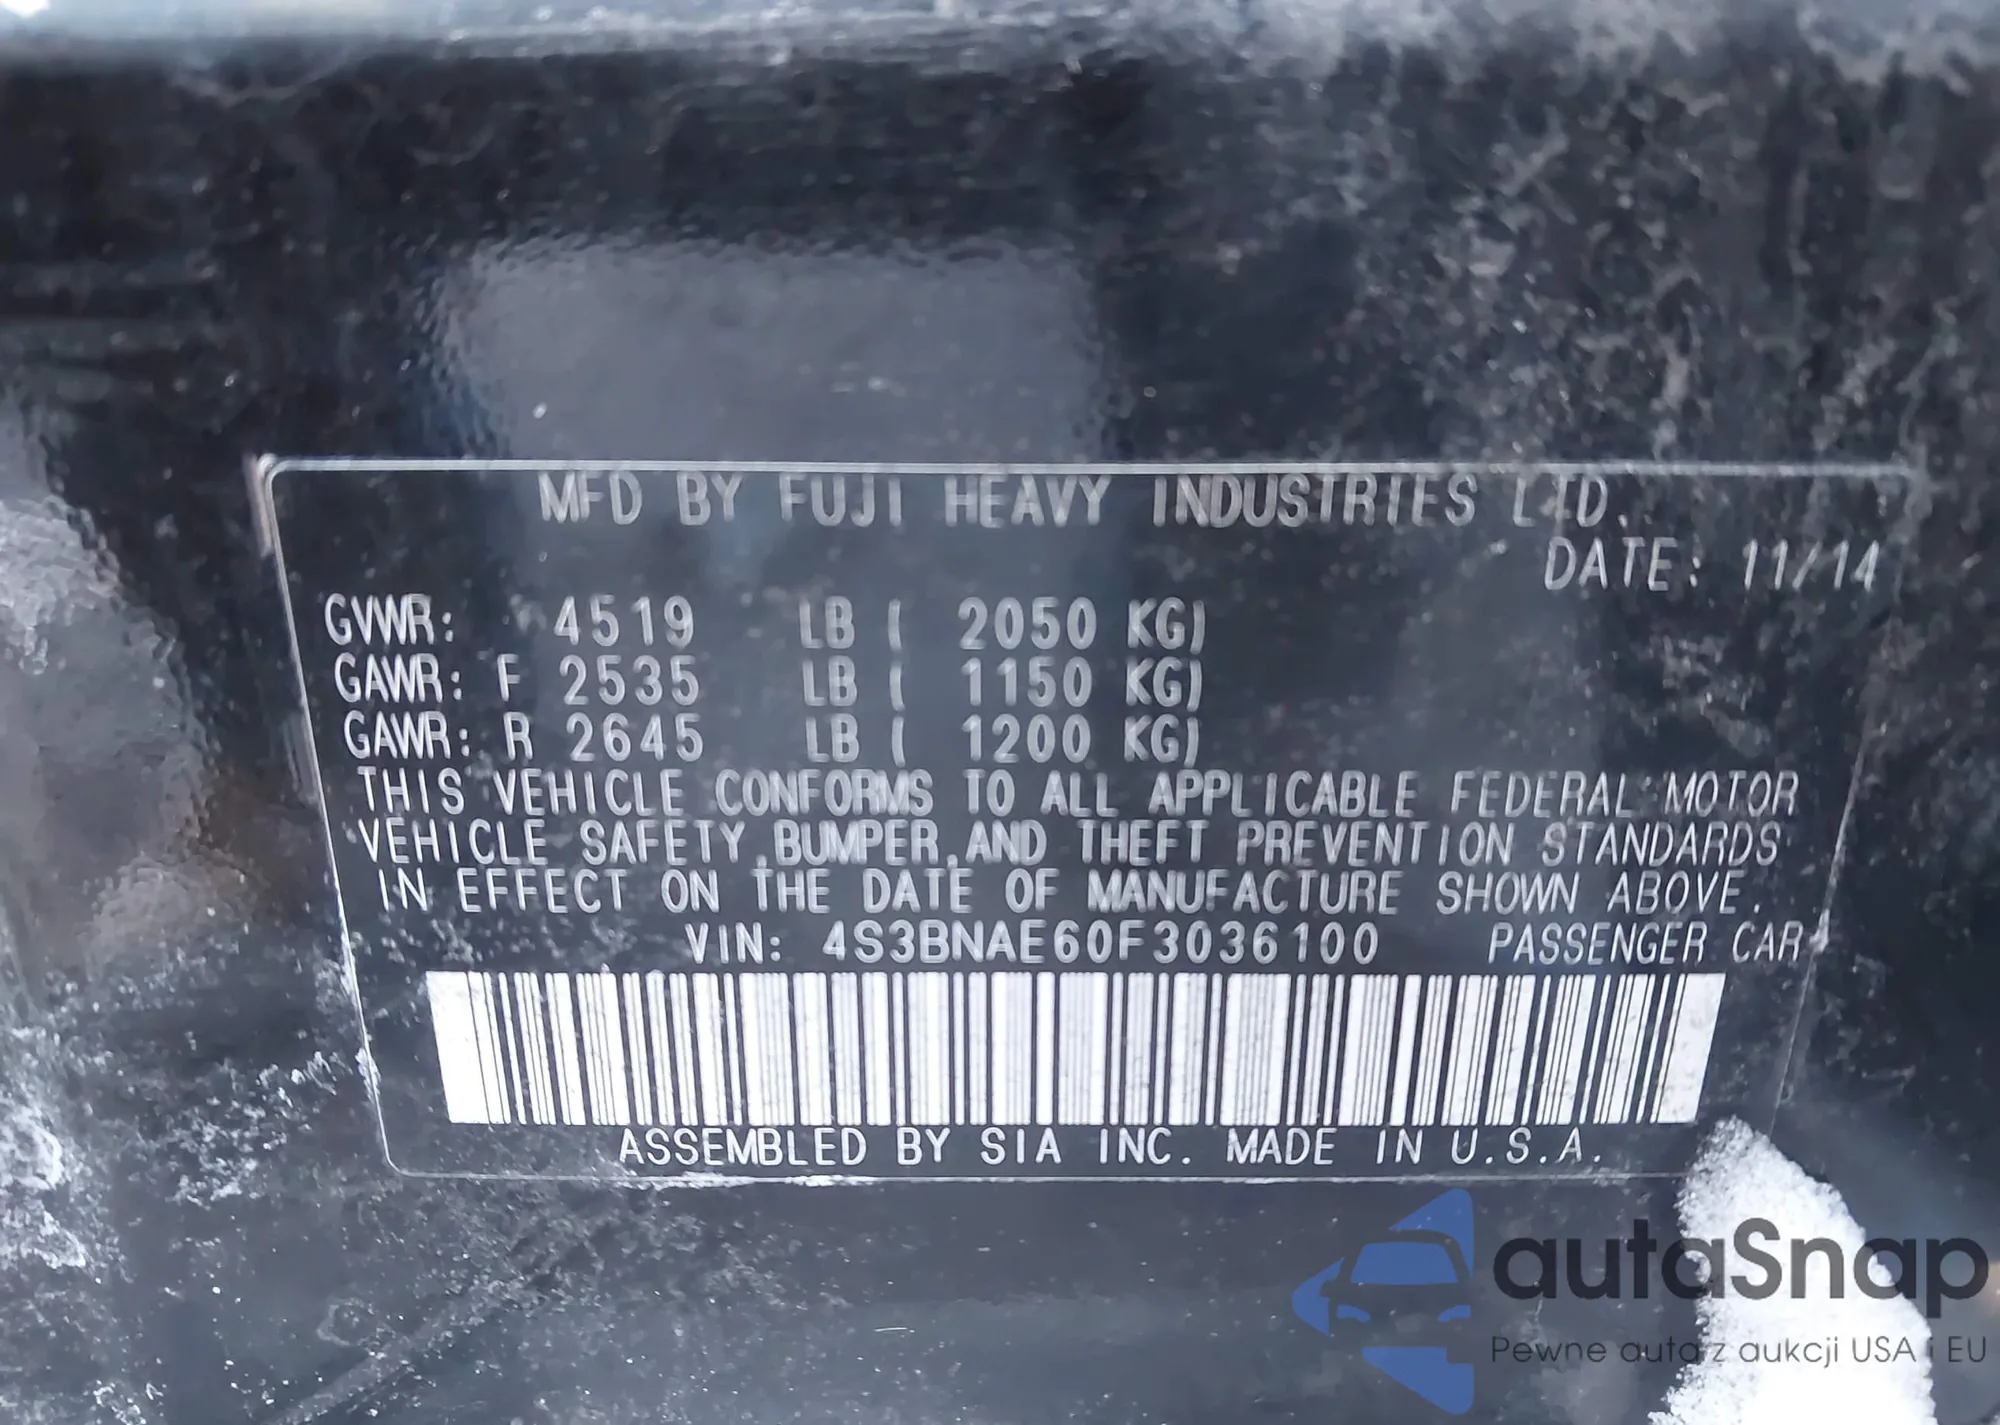 MFD BY FUJI HEAVY INDUSTRIES LTD.
DATE: 11/14
GVWR: 4519 LB ( 2050 KG)
GAWR: F 2535 LB ( 1150 KG)
GAWR: R 2645 LB ( 1200 KG)
THIS VEHICLE CONFORMS TO ALL APPLICABLE FEDERAL MOTOR
VEHICLE SAFETY,BUMPER,AND THEFT PREVENTION STANDARDS
IN EFFECT ON THE DATE OF MANUFACTURE SHOWN ABOVE.
VIN: 4S3BNAE60F3036100 PASSENGER CAR
ASSEMBLED BY SIA INC. MADE IN U.S.A.
autaSnap
Pewne auta z aukcji USA i EU